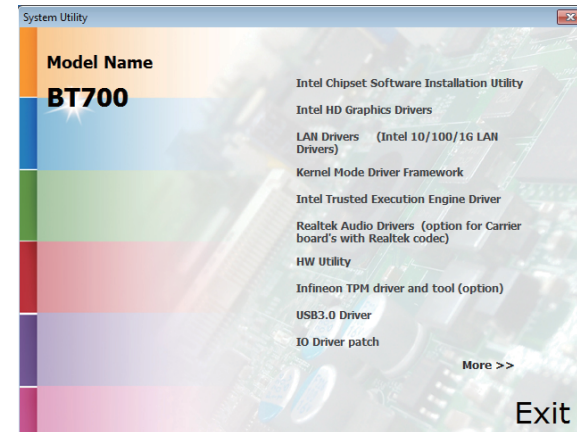 System Utility
Model Name
BT700
Intel Chipset Software Installation Utility
Intel HD Graphics Drivers
LAN Drivers (Intel 10/100/1G LAN
Drivers)
Kernel Mode Driver Framework
Intel Trusted Execution Engine Driver
Realtek Audio Drivers (option for Carrier
board's with Realtek codec)
HW Utility
Infineon TPM driver and tool (option)
USB3.0 Driver
IO Driver patch
More >>
Exit